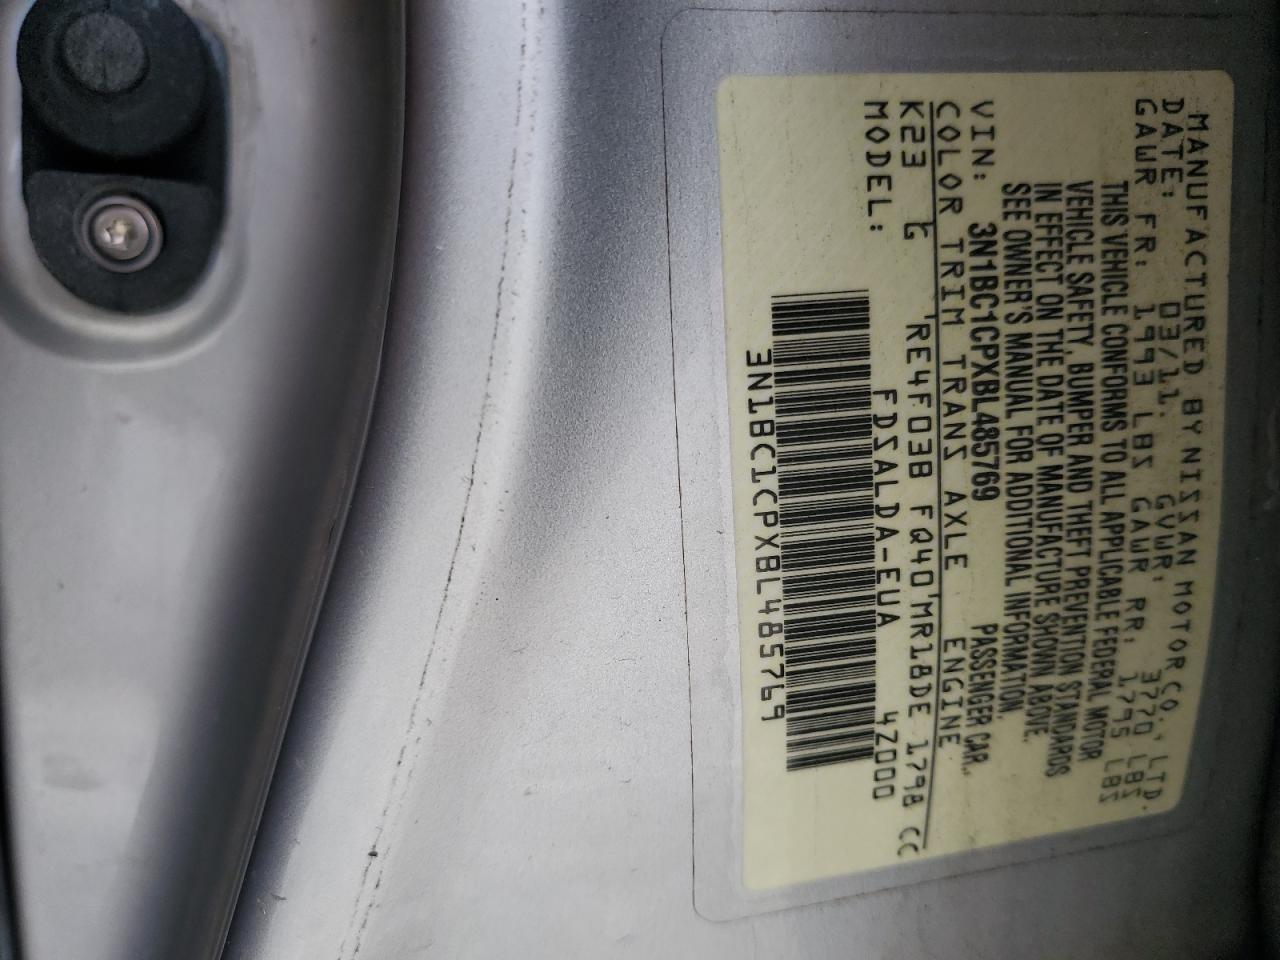 MANUFACTURED BY NISSAN MOTOR CO., LTD.
DATE: 03/11. GVWR: 3770 LBS.
GAWR FR: 1993 LBS GAWR RR: 1795 LBS
THIS VEHICLE CONFORMS TO ALL APPLICABLE FEDERAL MOTOR
VEHICLE SAFETY, BUMPER AND THEFT PREVENTION STANDARDS
IN EFFECT ON THE DATE OF MANUFACTURE SHOWN ABOVE.
SEE OWNER'S MANUAL FOR ADDITIONAL INFORMATION.
VIN: 3N1BC1CPXBL485769 PASSENGER CAR.
COLOR TRIM TRANS AXLE ENGINE
K23 G RE4F03B FQ40 MR18DE 1798 CC
MODEL: FDSALDA-EUA 4Z000
3N1BC1CPXBL485769